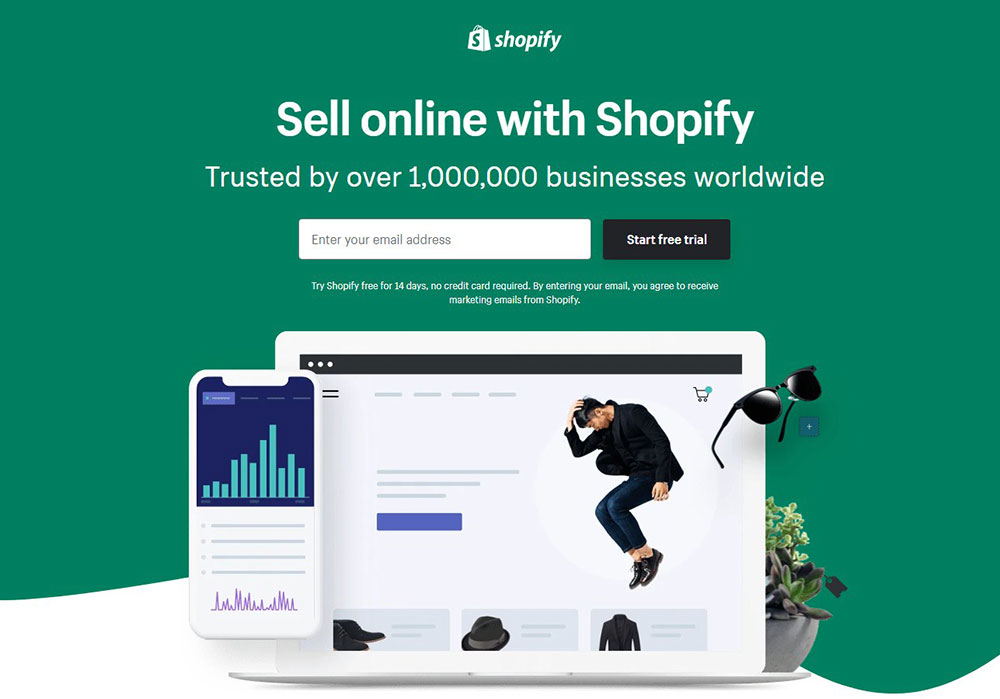 shopify
Sell online with Shopify
Trusted by over 1,000,000 businesses worldwide
Enter your email address
Start free trial
Try Shopify free for 14 days, no credit card required. By entering your email, you agree to receive
marketing emails from Shopify.